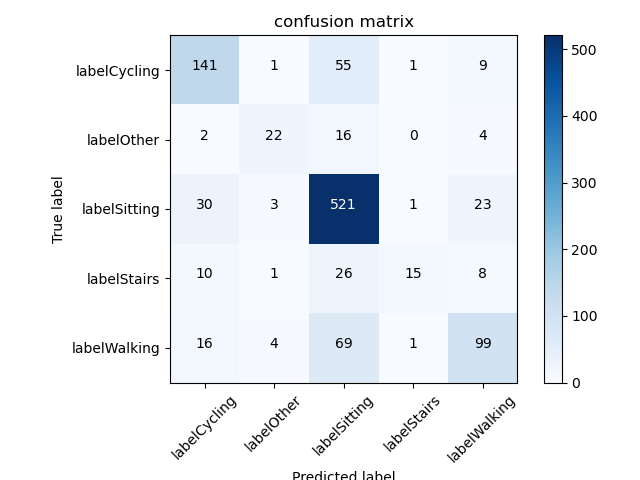 confusion matrix
labelCycling 141 1 55 1 9
labelOther 2 22 16 0 4
labelSitting 30 3 521 1 23
labelStairs 10 1 26 15 8
labelWalking 16 4 69 1 99
True label
labelCycling labelOther labelSitting labelStairs labelWalking
Predicted label
500
400
300
200
100
0